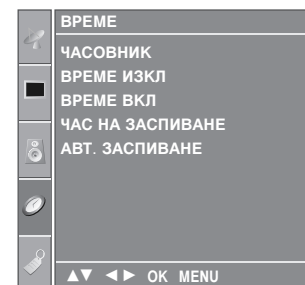 ВРЕМЕ
ЧАСОВНИК
ВРЕМЕ ИЗКЛ
ВРЕМЕ ВКЛ
ЧАС НА ЗАСПИВАНЕ
АВТ. ЗАСПИВАНЕ
▲▼ ◄► OK MENU